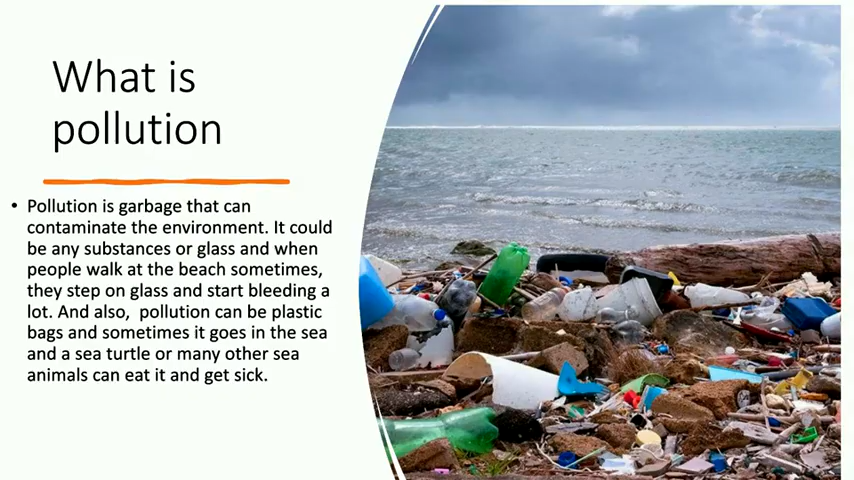 What is
pollution
• Pollution is garbage that can
contaminate the environment. It could
be any substances or glass and when
people walk at the beach sometimes,
they step on glass and start bleeding a
lot. And also,  pollution can be plastic
bags and sometimes it goes in the sea
and a sea turtle or many other sea
animals can eat it and get sick.